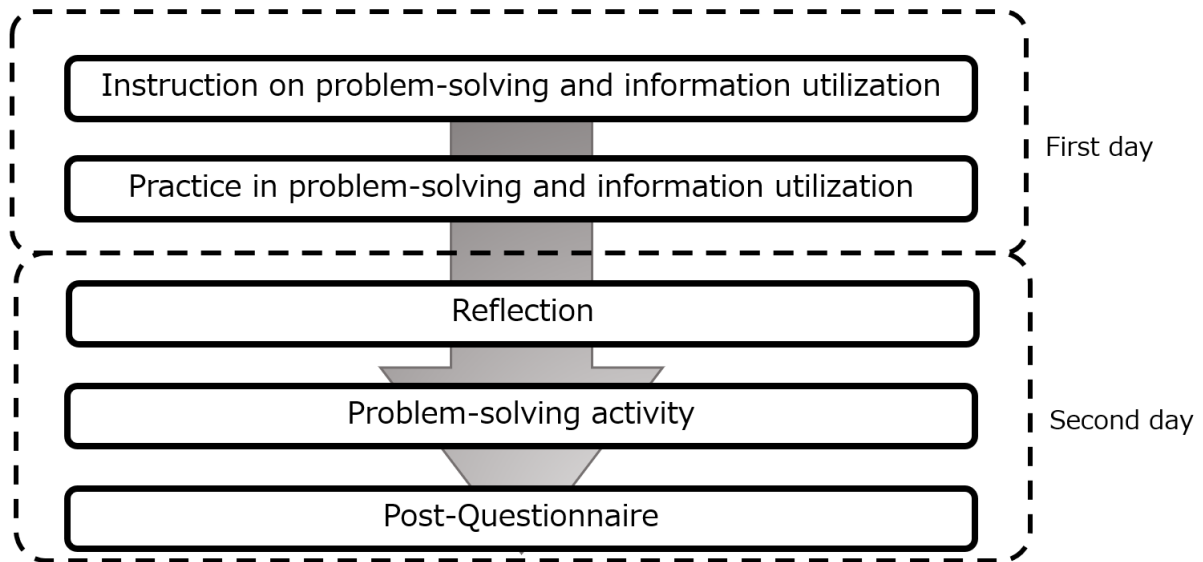 Instruction on problem-solving and information utilization
First day
Practice in problem-solving and information utilization
Reflection
Problem-solving activity
Second day
Post-Questionnaire